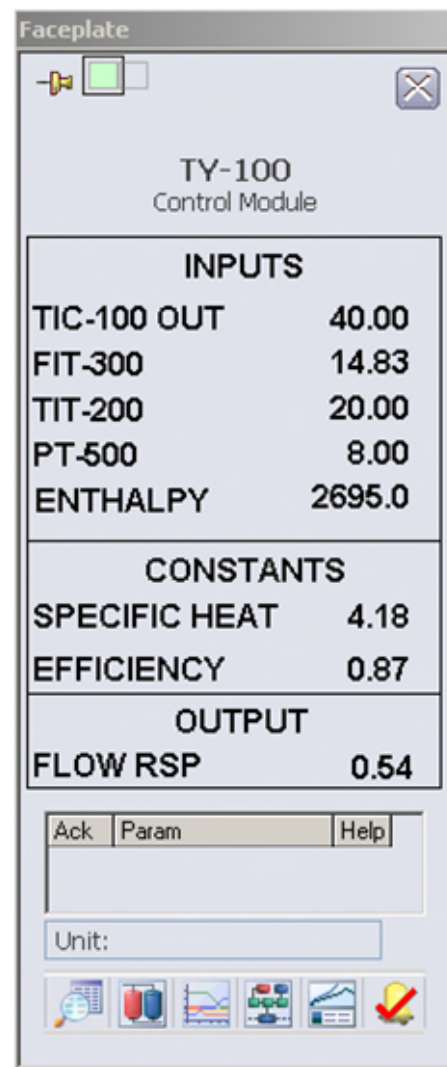 Faceplate
TY-100
Control Module
INPUTS
TIC-100 OUT 40.00
FIT-300 14.83
TIT-200 20.00
PT-500 8.00
ENTHALPY 2695.0
CONSTANTS
SPECIFIC HEAT 4.18
EFFICIENCY 0.87
OUTPUT
FLOW RSP 0.54
Ack Param Help
Unit: